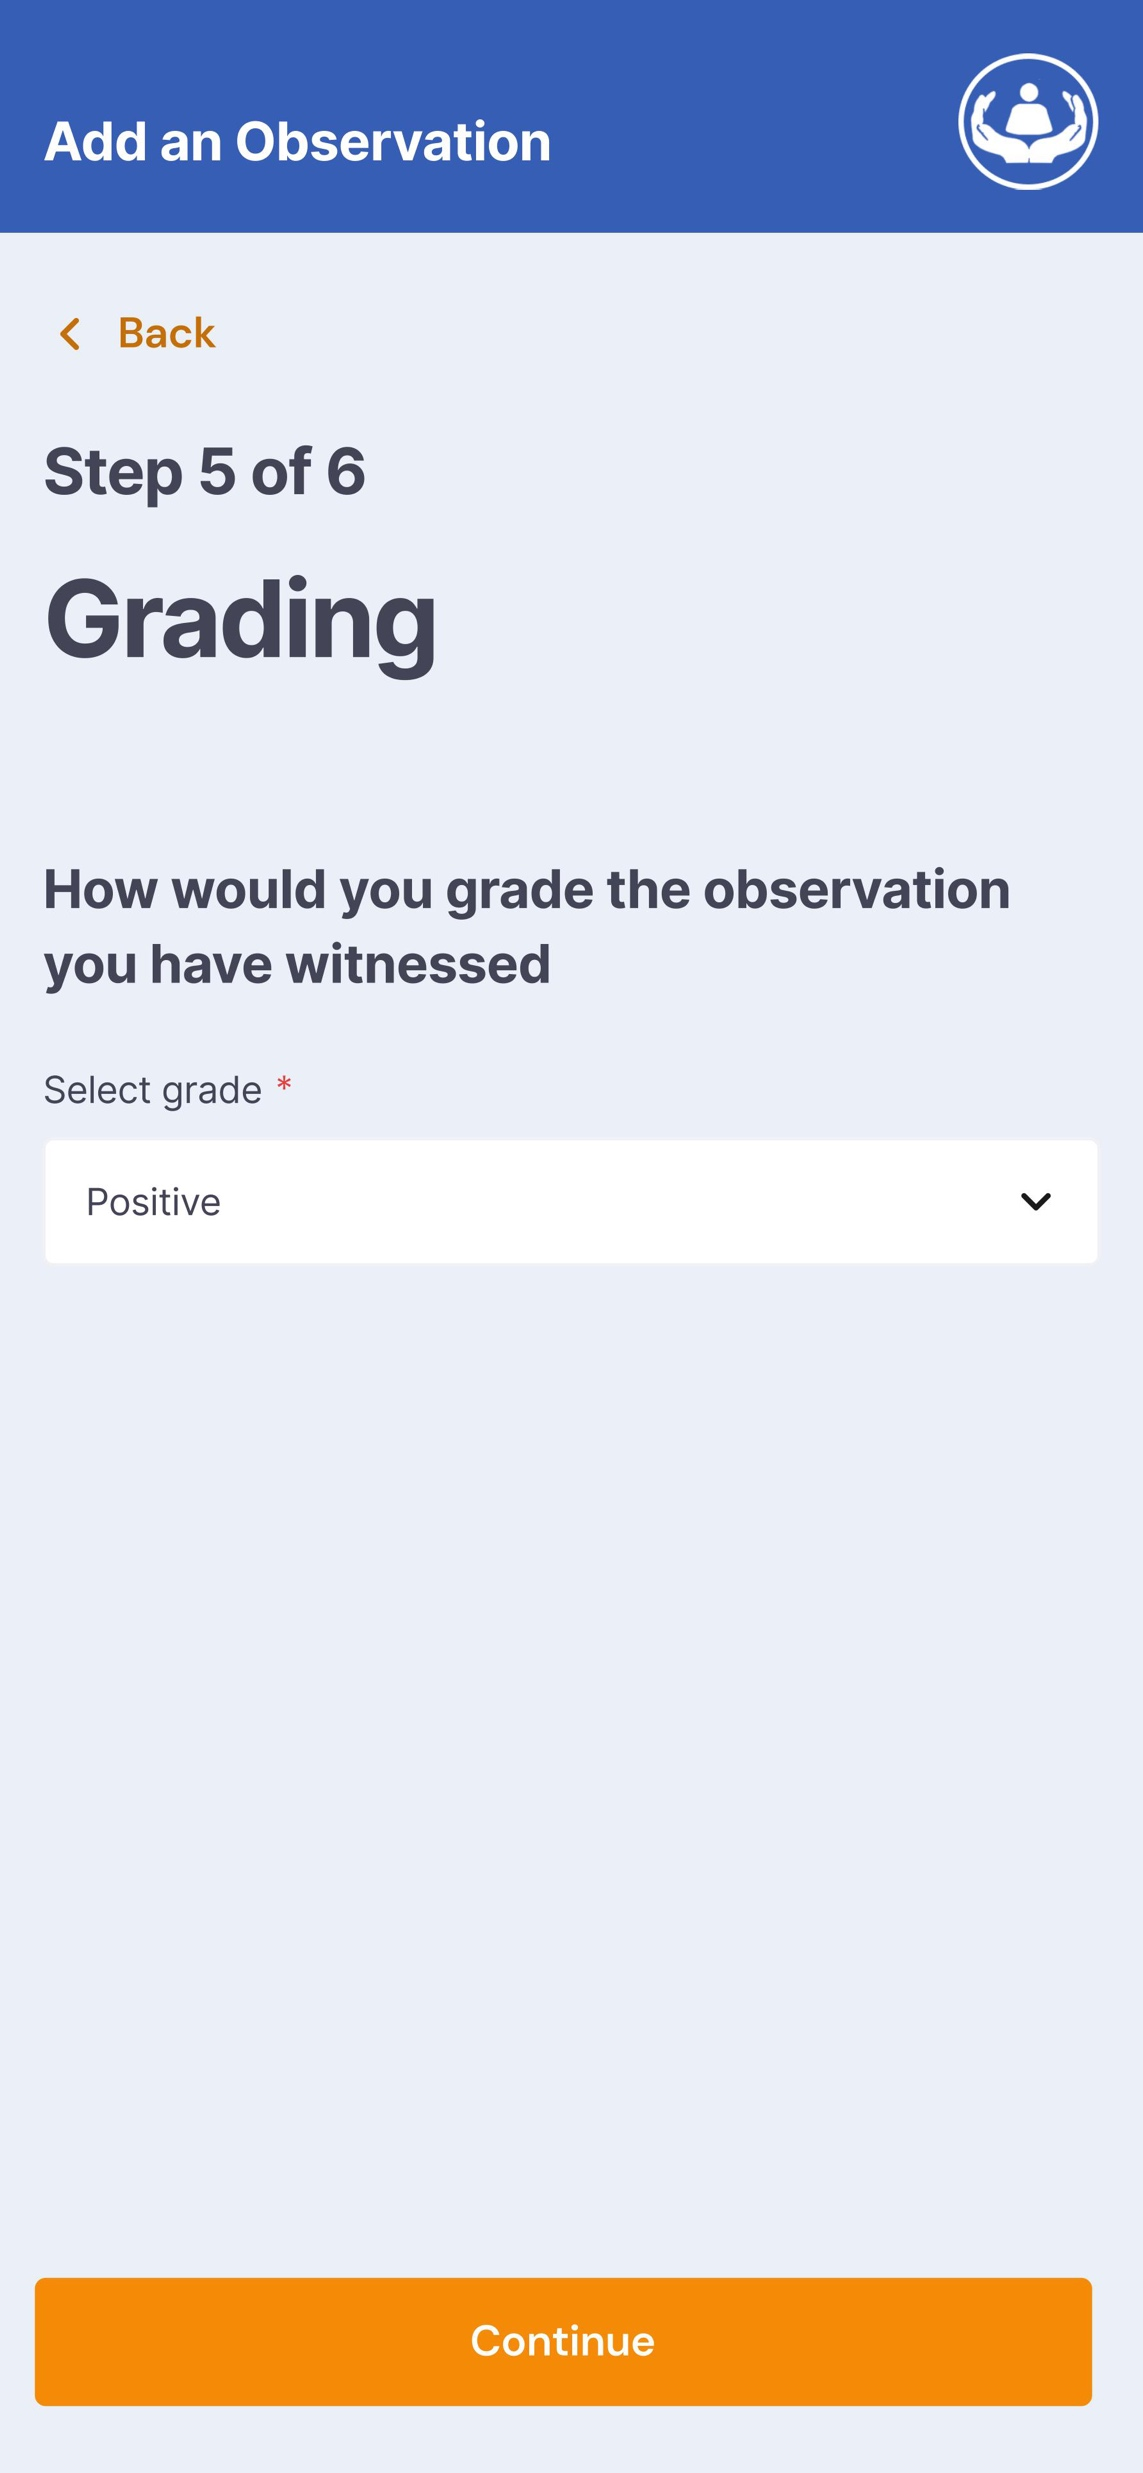 Add an Observation
Back
Step 5 of 6
Grading
How would you grade the observation
you have witnessed
Select grade *
Positive
Continue